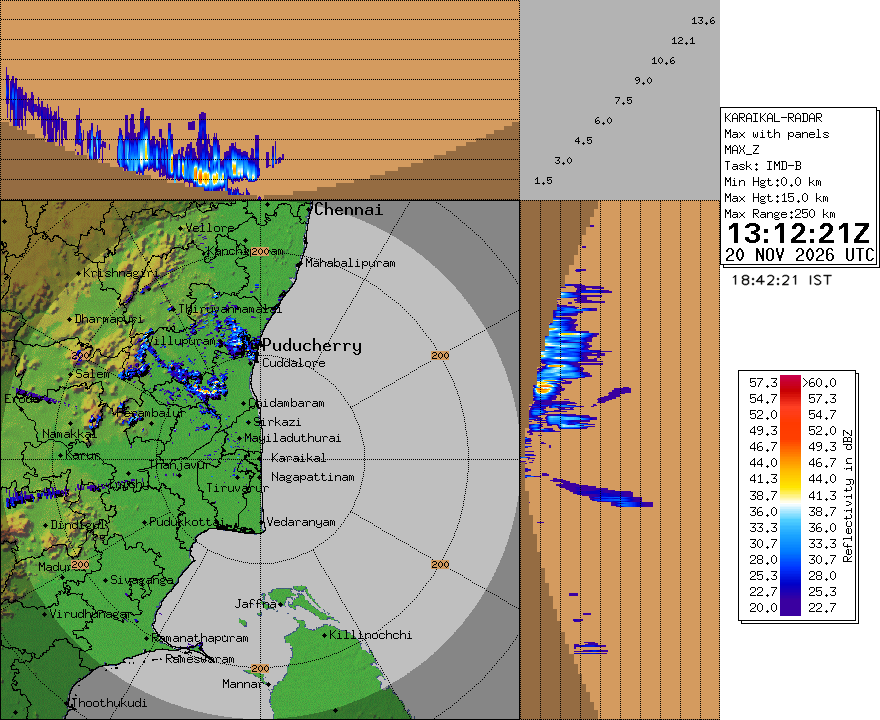 13.6
12.1
10.6
9.0
7.5
6.0
4.5
3.0
1.5
KARAIKAL-RADAR
Max with panels
MAX_Z
Task: IMD-B
Min Hgt:0.0 km
Max Hgt:15.0 km
Max Range:250 km
13:12:21Z
20 NOV 2026 UTC
18:42:21 IST
Chennai
Vellore
200
Mahabalipuram
Krishnagiri
Thiruvannamalai
Dharmapuri
Villupuram
Puducherry
200
Cuddalore
Salem
Erode
Chidambaram
Perambalur
Sirkazi
Namakkal
Mayiladuthurai
Karur
Karaikal
Thanjavur
Nagapattinam
Tiruvarur
Dindigul
Pudukkottai
Vedaranyam
200
200
Sivaganga
Jaffna
Virudhunagar
Ramanathapuram
Killinochchi
Rameswaram
200
Mannar
Thoothukudi
57.3 >60.0
54.7 57.3
52.0 54.7
49.3 52.0
46.7 49.3
44.0 46.7
41.3 44.0
38.7 41.3
36.0 38.7
33.3 36.0
30.7 33.3
28.0 30.7
25.3 28.0
22.7 25.3
20.0 22.7
Reflectivity in dBZ